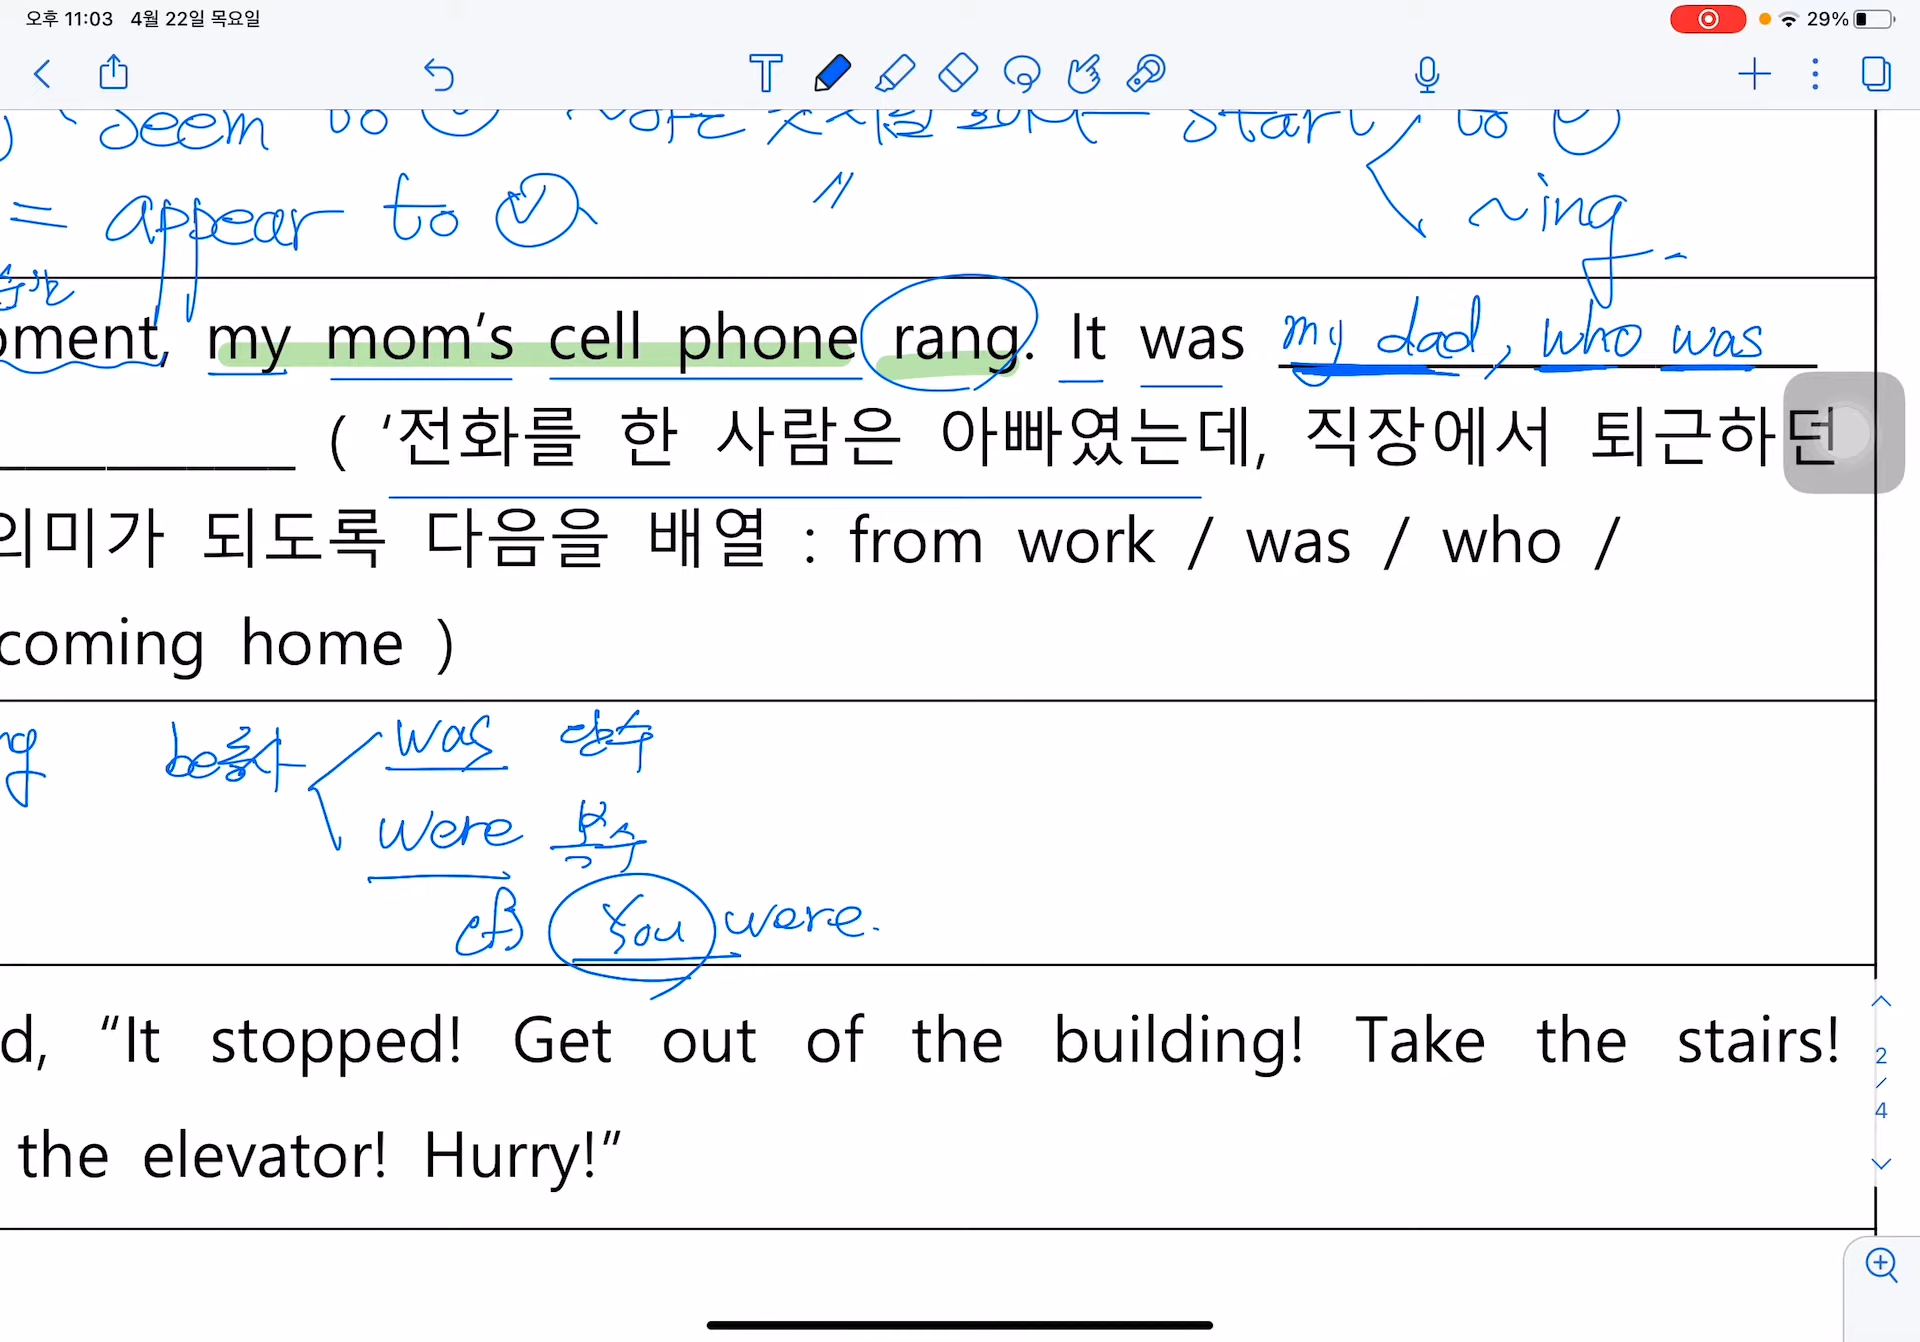 오후 11:03 4월 22일 목요일 29%
seem to start, to
= appear to 〃 ~ing
oment, my mom's cell phone rang. It was my dad, who was
( '전화를 한 사람은 아빠였는데, 직장에서 퇴근하던
의미가 되도록 다음을 배열 : from work / was / who /
coming home )
be동사 was 단수
were 복수
cf) You were.
d, "It stopped! Get out of the building! Take the stairs!
the elevator! Hurry!"
2 / 4